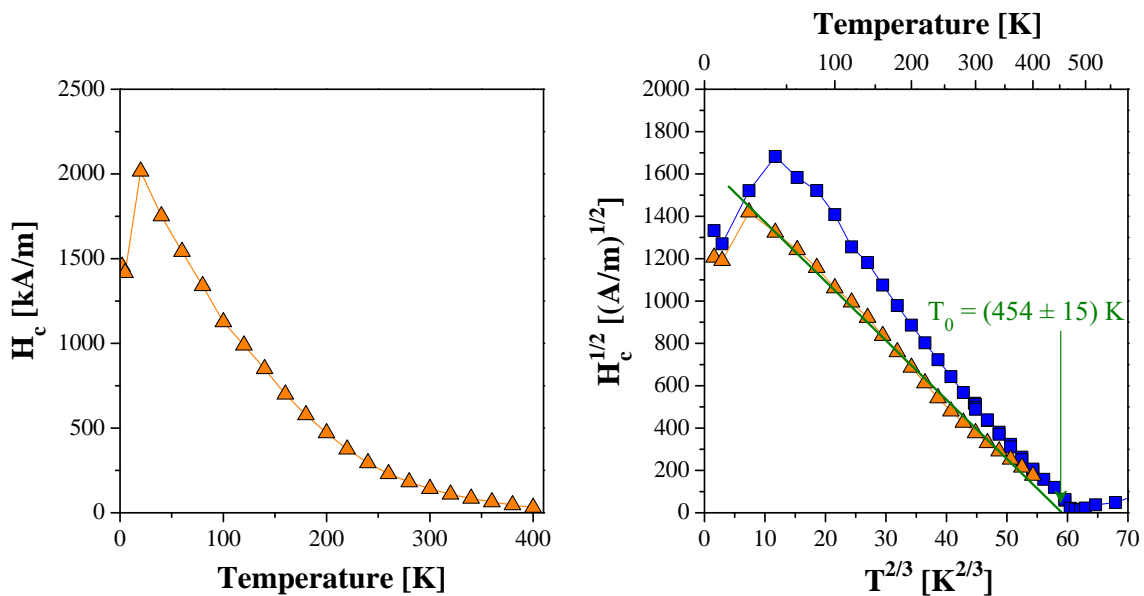 2500
2000
1500
1000
500
0
H_c [kA/m]
0 100 200 300 400
Temperature [K]
Temperature [K]
0 100 200 300 400 500
2000
1800
1600
1400
1200
1000
800
600
400
200
0
H_c^{1/2} [(A/m)^{1/2}]
T_0 = (454 ± 15) K
0 10 20 30 40 50 60 70
T^{2/3} [K^{2/3}]